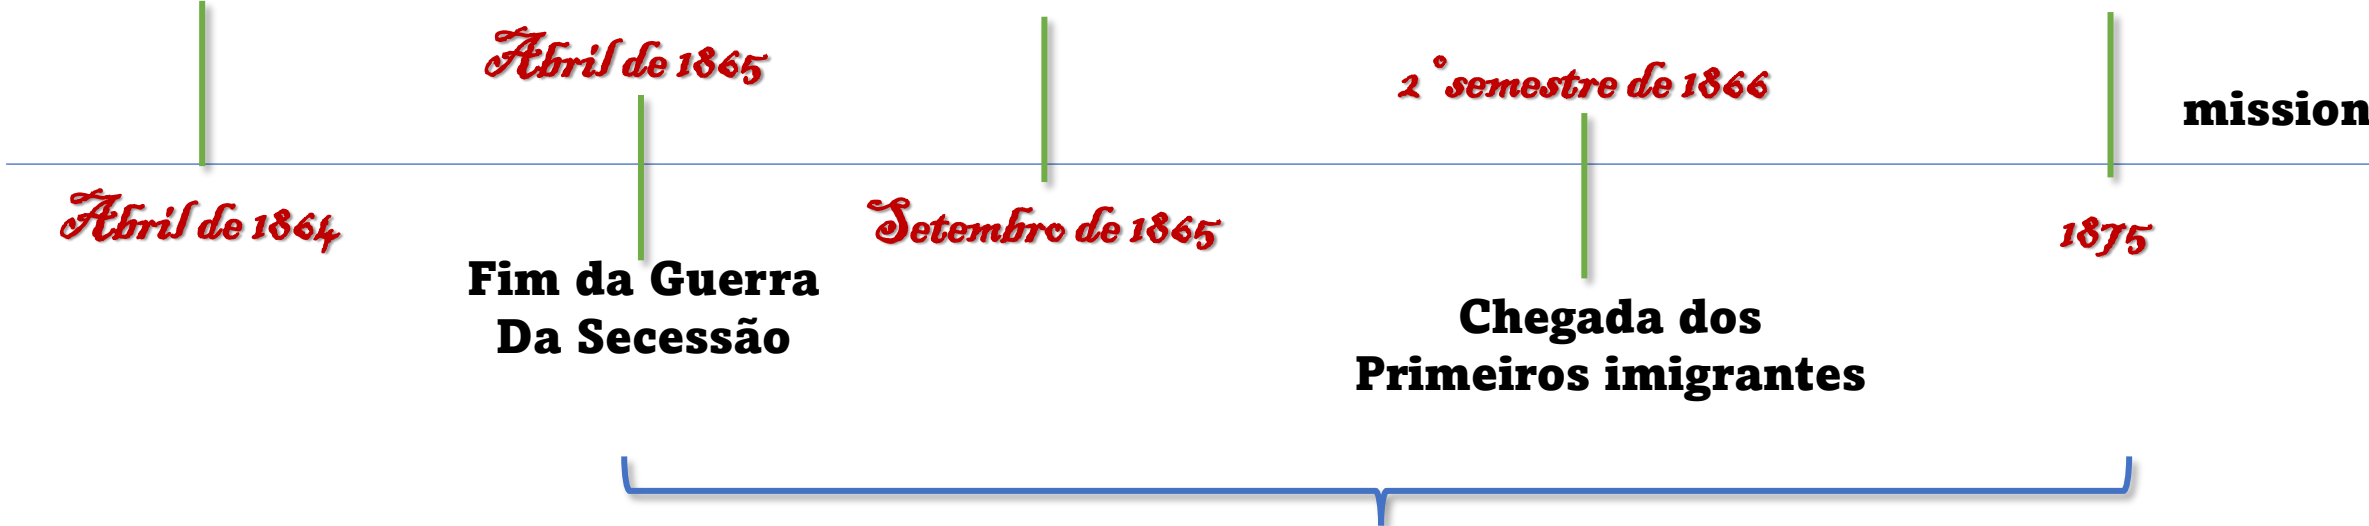 Abril de 1865
2° semestre de 1866
mission
Abril de 1864
Setembro de 1865
1875
Fim da Guerra
Da Secessão
Chegada dos
Primeiros imigrantes